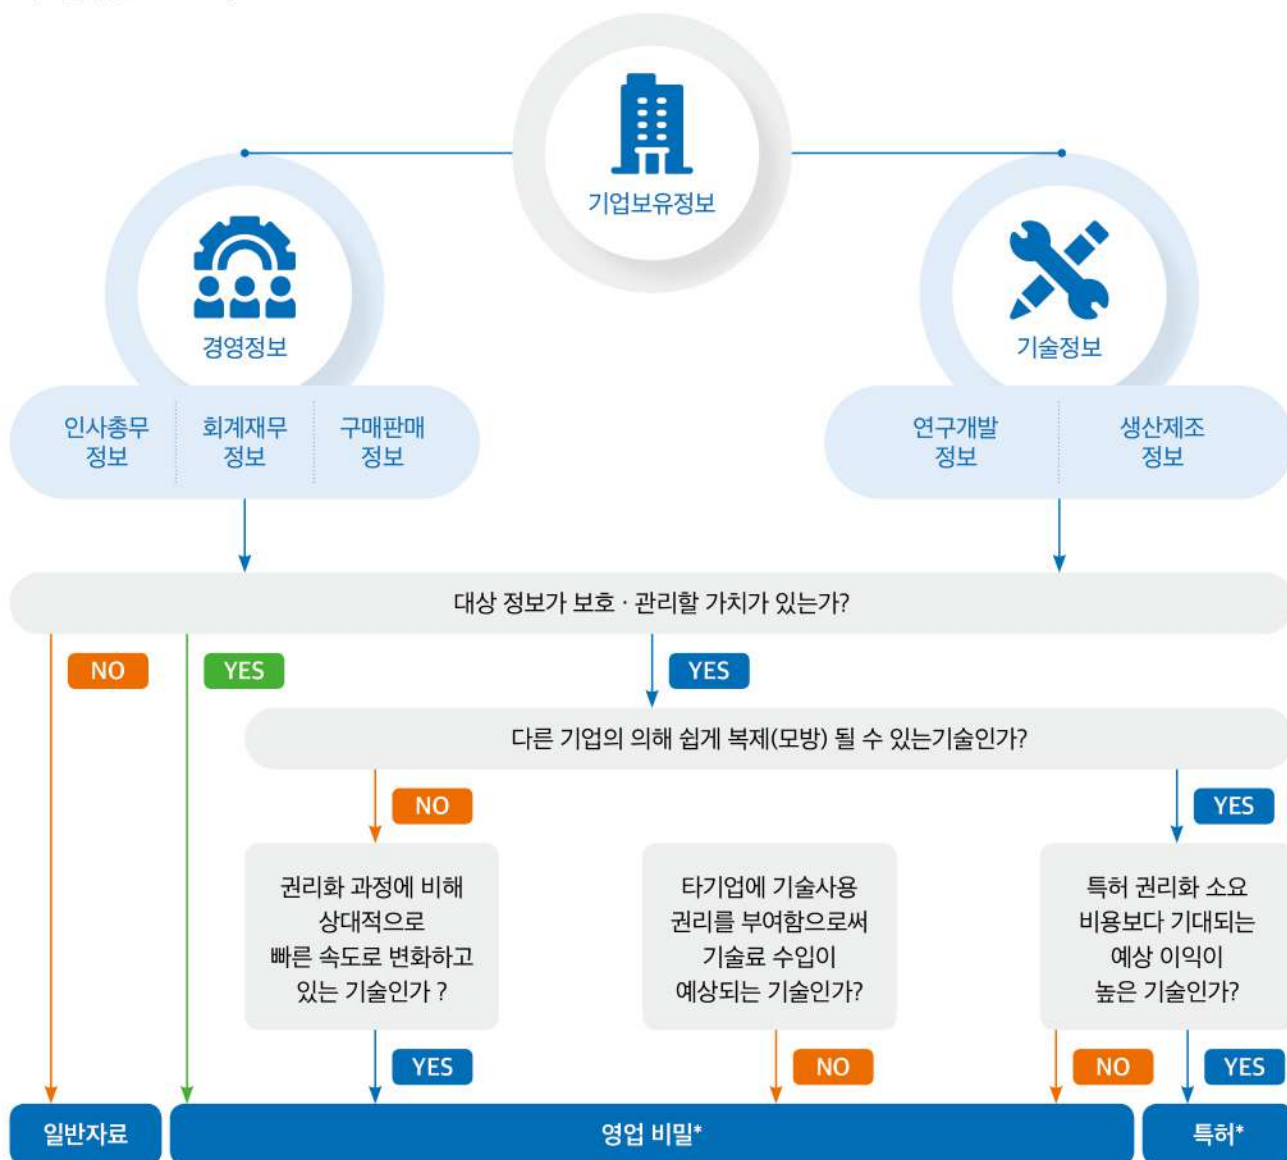 기업보유정보
경영정보
기술정보
인사총무
정보
회계재무
정보
구매판매
정보
연구개발
정보
생산제조
정보
대상 정보가 보호 · 관리할 가치가 있는가?
NO
YES
YES
다른 기업의 의해 쉽게 복제(모방) 될 수 있는기술인가?
NO
YES
권리화 과정에 비해
상대적으로
빠른 속도로 변화하고
있는 기술인가 ?
타기업에 기술사용
권리를 부여함으로써
기술료 수입이
예상되는 기술인가?
특허 권리화 소요
비용보다 기대되는
예상 이익이
높은 기술인가?
YES
NO
NO
YES
일반자료
영업 비밀*
특허*